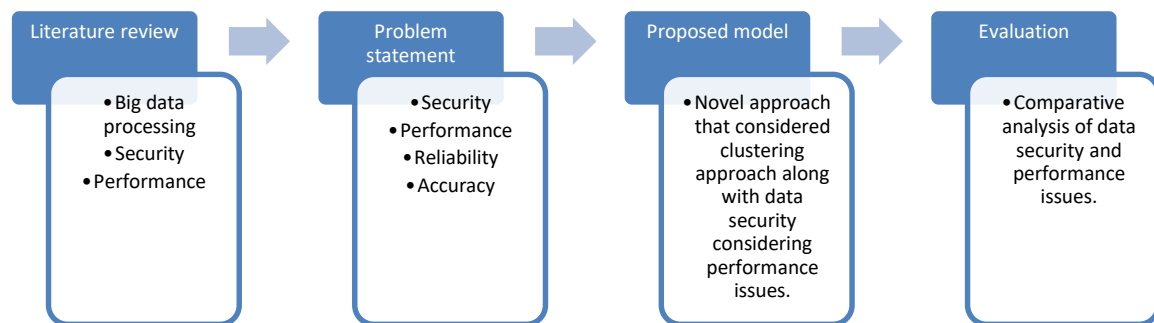 Literature review
• Big data
processing
• Security
• Performance
Problem
statement
• Security
• Performance
• Reliability
• Accuracy
Proposed model
• Novel approach
that considered
clustering
approach along
with data
security
considering
performance
issues.
Evaluation
• Comparative
analysis of data
security and
performance
issues.